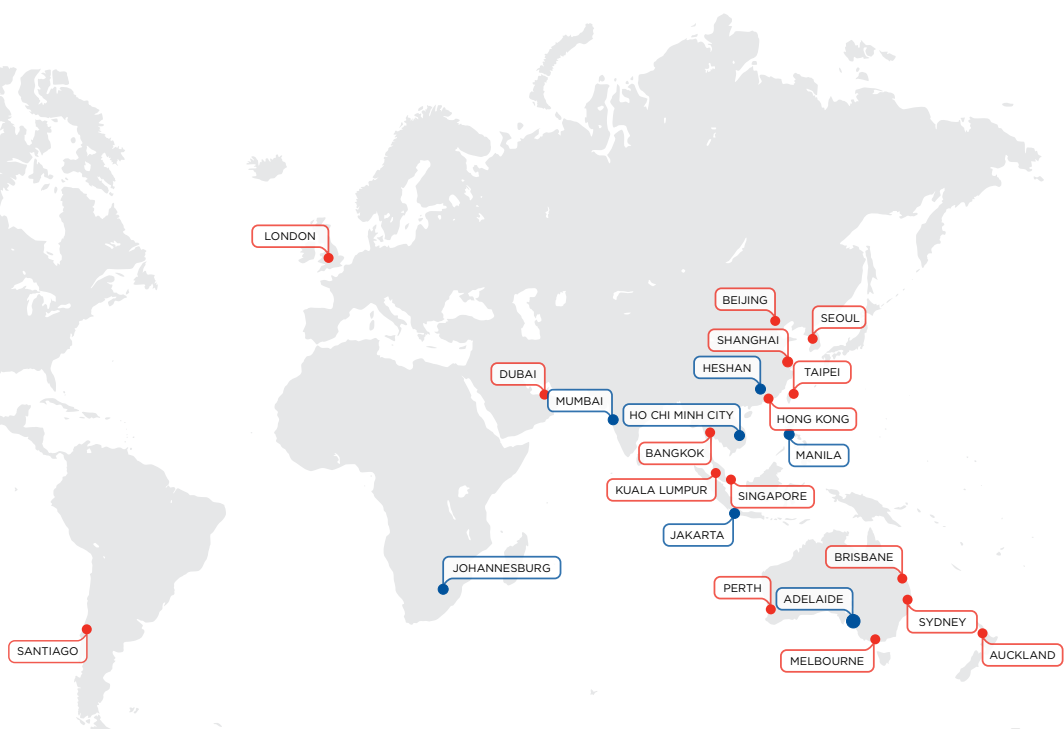 LONDON
BEIJING
SEOUL
SHANGHAI
HESHAN
TAIPEI
DUBAI
MUMBAI
HO CHI MINH CITY
HONG KONG
BANGKOK
MANILA
KUALA LUMPUR
SINGAPORE
JAKARTA
BRISBANE
JOHANNESBURG
PERTH
ADELAIDE
SYDNEY
SANTIAGO
AUCKLAND
MELBOURNE